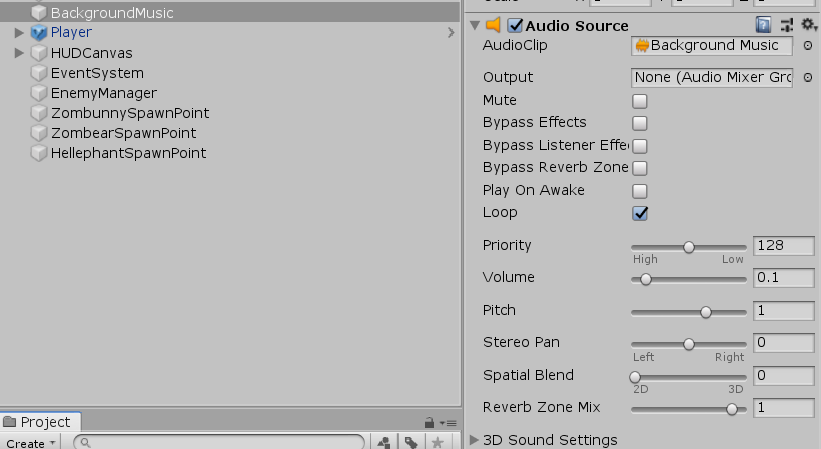 BackgroundMusic
Player
HUDCanvas
EventSystem
EnemyManager
ZombunnySpawnPoint
ZombearSpawnPoint
HellephantSpawnPoint
Project
Create
Audio Source
AudioClip Background Music
Output None (Audio Mixer Gro
Mute
Bypass Effects
Bypass Listener Effe
Bypass Reverb Zone
Play On Awake
Loop
Priority 128
High Low
Volume 0.1
Pitch 1
Stereo Pan 0
Left Right
Spatial Blend 0
2D 3D
Reverb Zone Mix 1
3D Sound Settings